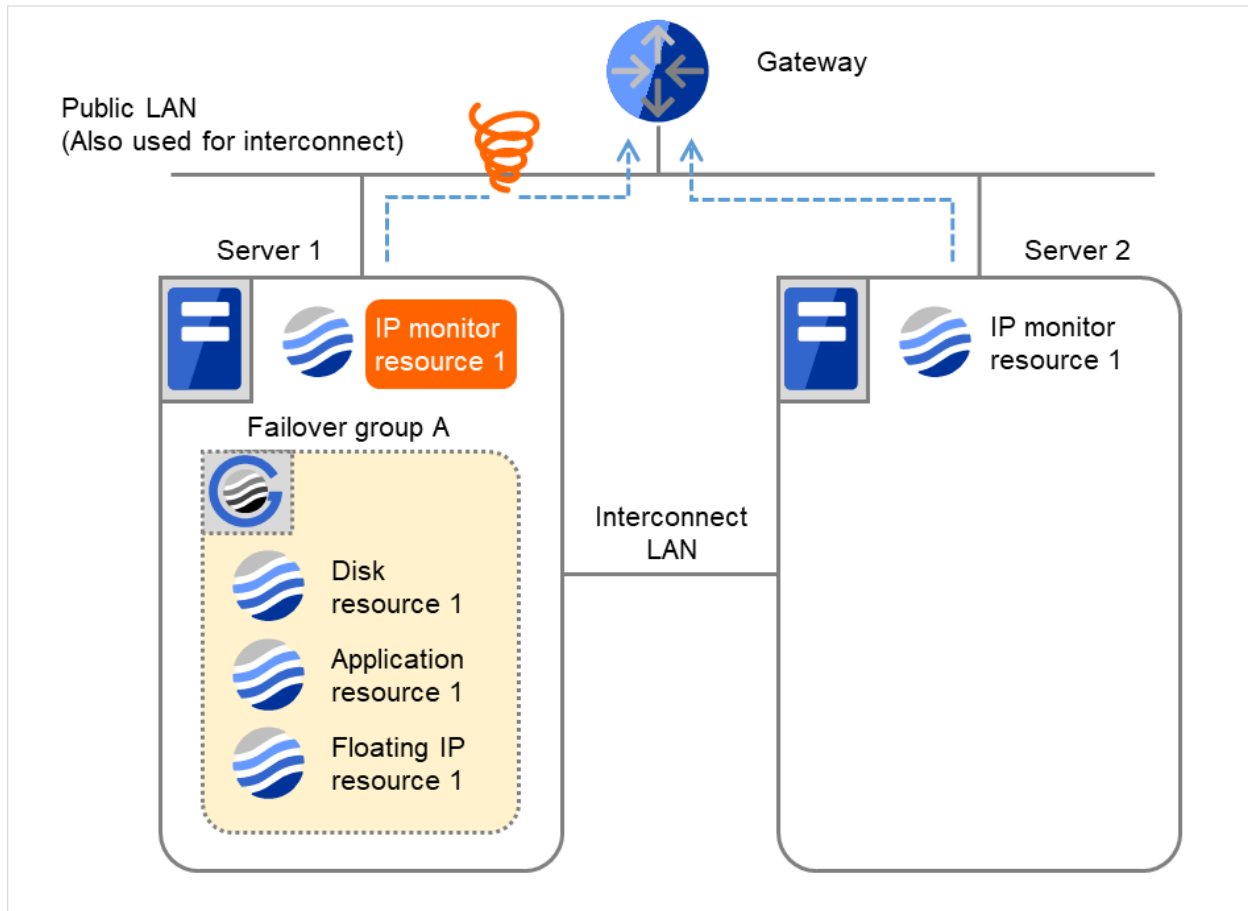 Gateway
Public LAN
(Also used for interconnect)
Server 1
Server 2
IP monitor
resource 1
IP monitor
resource 1
Failover group A
Interconnect
LAN
Disk
resource 1
Application
resource 1
Floating IP
resource 1